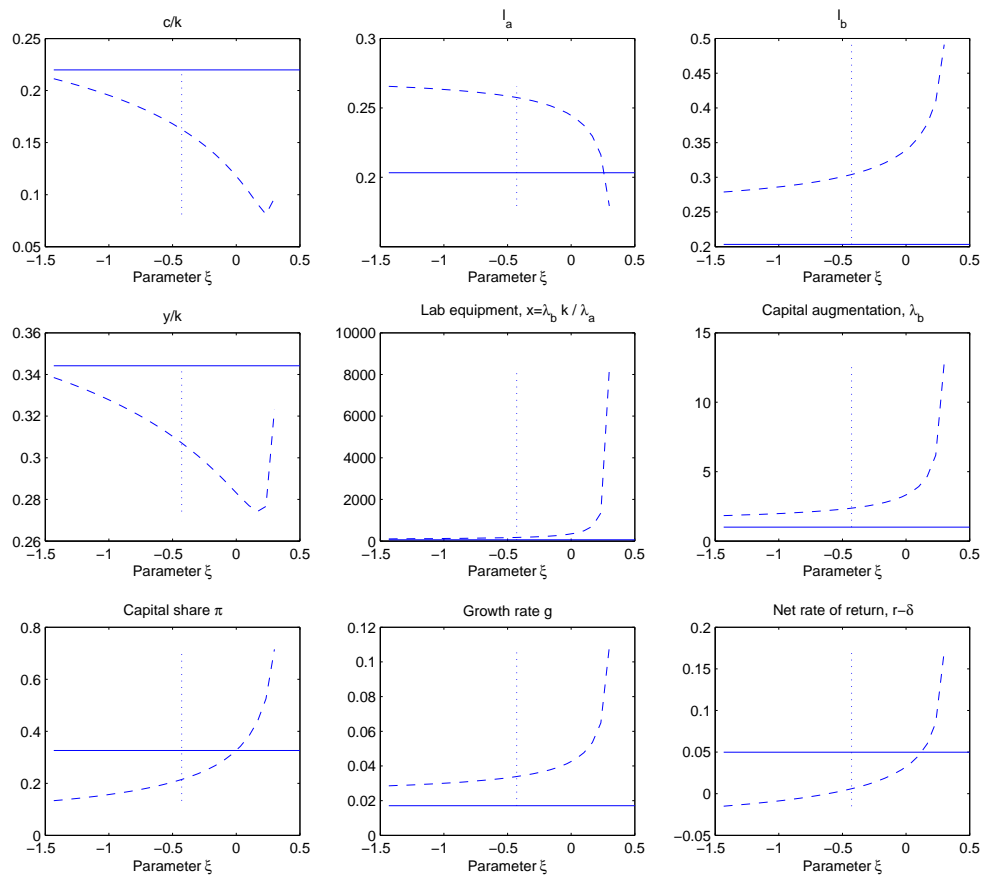 c/k
0.25
0.2
0.15
0.1
0.05
−1.5 −1 −0.5 0 0.5
Parameter ξ
l_a
0.3
0.25
0.2
−1.5 −1 −0.5 0 0.5
Parameter ξ
l_b
0.5
0.45
0.4
0.35
0.3
0.25
0.2
−1.5 −1 −0.5 0 0.5
Parameter ξ
y/k
0.36
0.34
0.32
0.3
0.28
0.26
−1.5 −1 −0.5 0 0.5
Parameter ξ
Lab equipment, x=λ_b k / λ_a
10000
8000
6000
4000
2000
0
−1.5 −1 −0.5 0 0.5
Parameter ξ
Capital augmentation, λ_b
15
10
5
0
−1.5 −1 −0.5 0 0.5
Parameter ξ
Capital share π
0.8
0.6
0.4
0.2
0
−1.5 −1 −0.5 0 0.5
Parameter ξ
Growth rate g
0.12
0.1
0.08
0.06
0.04
0.02
0
−1.5 −1 −0.5 0 0.5
Parameter ξ
Net rate of return, r−δ
0.2
0.15
0.1
0.05
0
−0.05
−1.5 −1 −0.5 0 0.5
Parameter ξ